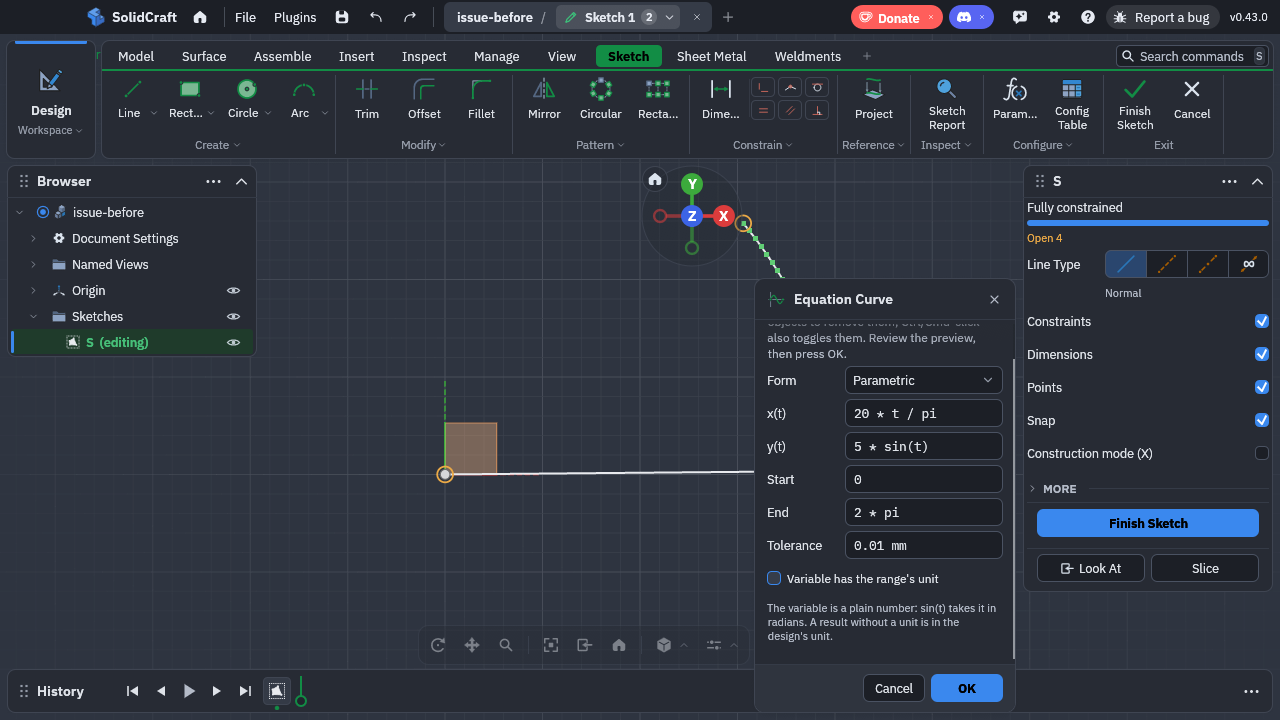 SolidCraft
File
Plugins
issue-before / Sketch 1 2
Donate
Report a bug
v0.43.0
Design
Workspace
Model
Surface
Assemble
Insert
Inspect
Manage
View
Sketch
Sheet Metal
Weldments
Search commands S
Line
Rect...
Circle
Arc
Create
Trim
Offset
Fillet
Modify
Mirror
Circular
Recta...
Pattern
Dime...
Constrain
Project
Reference
Sketch Report
Inspect
Param...
Config Table
Configure
Finish Sketch
Cancel
Exit
Browser
issue-before
Document Settings
Named Views
Origin
Sketches
S (editing)
Y
Z
X
Equation Curve
also toggles them. Review the preview,
then press OK.
Form Parametric
x(t) 20 * t / pi
y(t) 5 * sin(t)
Start 0
End 2 * pi
Tolerance 0.01 mm
Variable has the range's unit
The variable is a plain number: sin(t) takes it in
radians. A result without a unit is in the
design's unit.
Cancel
OK
S
Fully constrained
Open 4
Line Type
Normal
Constraints
Dimensions
Points
Snap
Construction mode (X)
MORE
Finish Sketch
Look At
Slice
History